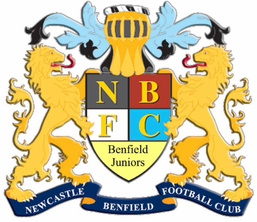 N B
F C
Benfield
Juniors
NEWCASTLE BENFIELD FOOTBALL CLUB